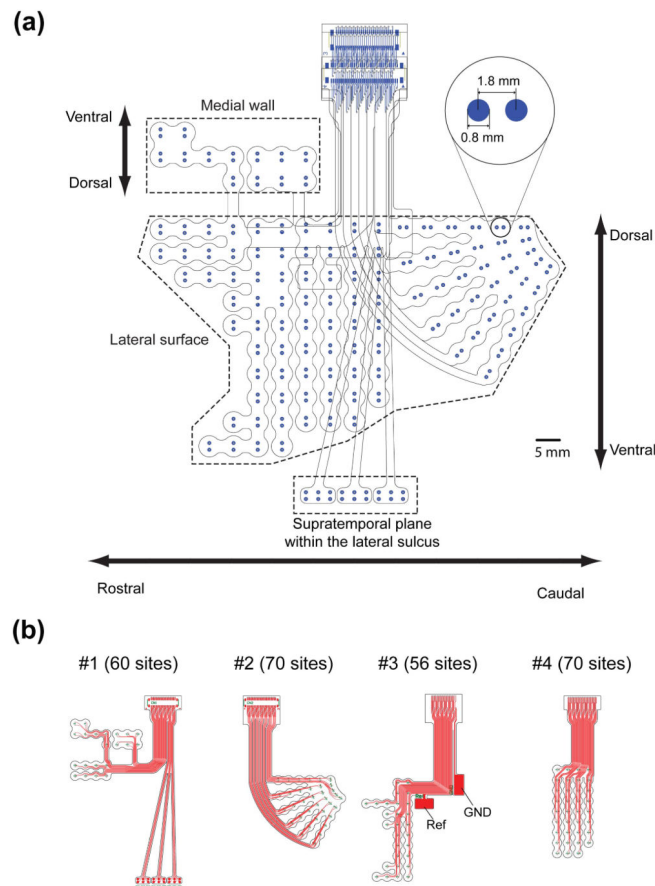 (a)
Medial wall
Ventral
Dorsal
1.8 mm
0.8 mm
Dorsal
Lateral surface
5 mm
Ventral
Supratemporal plane
within the lateral sulcus
Rostral
Caudal
(b)
#1 (60 sites)
#2 (70 sites)
#3 (56 sites)
#4 (70 sites)
GND
Ref